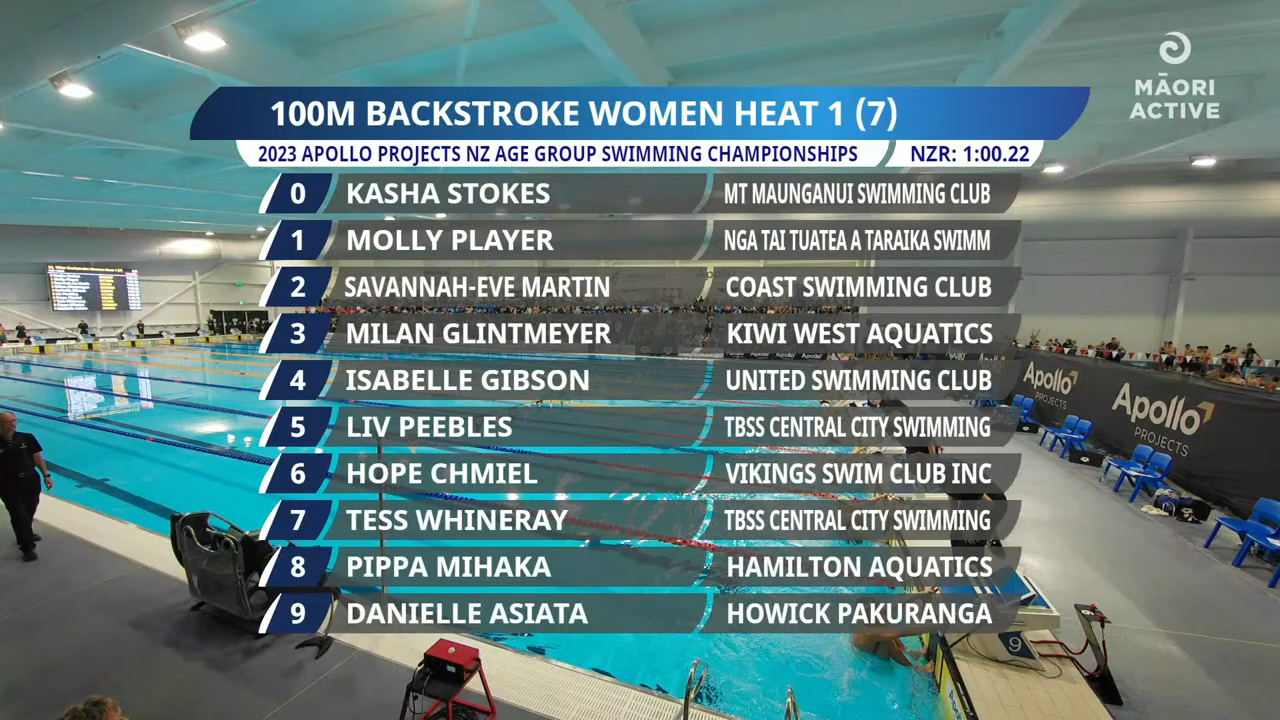 MĀORI
ACTIVE
100M BACKSTROKE WOMEN HEAT 1 (7)
2023 APOLLO PROJECTS NZ AGE GROUP SWIMMING CHAMPIONSHIPS NZR: 1:00.22
0 KASHA STOKES MT MAUNGANUI SWIMMING CLUB
1 MOLLY PLAYER NGA TAI TUATEA A TARAIKA SWIMM
2 SAVANNAH-EVE MARTIN COAST SWIMMING CLUB
3 MILAN GLINTMEYER KIWI WEST AQUATICS
4 ISABELLE GIBSON UNITED SWIMMING CLUB
5 LIV PEEBLES TBSS CENTRAL CITY SWIMMING
6 HOPE CHMIEL VIKINGS SWIM CLUB INC
7 TESS WHINERAY TBSS CENTRAL CITY SWIMMING
8 PIPPA MIHAKA HAMILTON AQUATICS
9 DANIELLE ASIATA HOWICK PAKURANGA
Apollo
PROJECTS
Apollo
PROJECTS
9